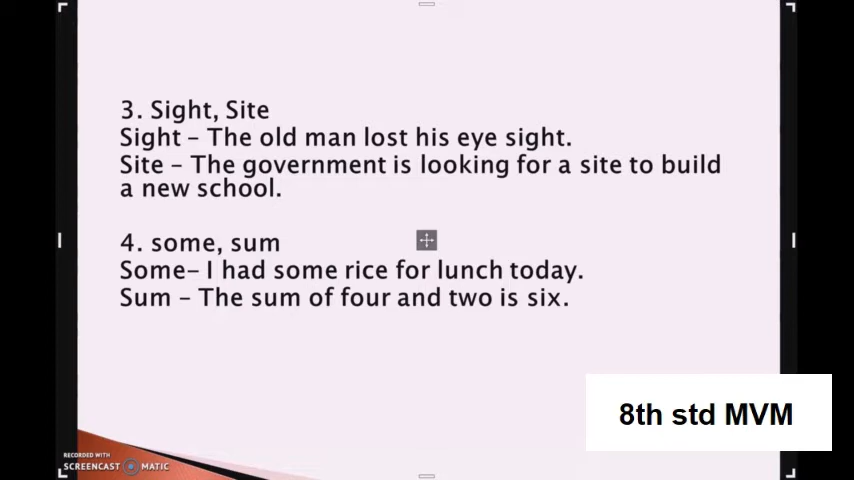 3. Sight, Site
Sight – The old man lost his eye sight.
Site – The government is looking for a site to build
a new school.
4. some, sum
Some– I had some rice for lunch today.
Sum – The sum of four and two is six.
8th std MVM
RECORDED WITH
SCREENCAST MATIC